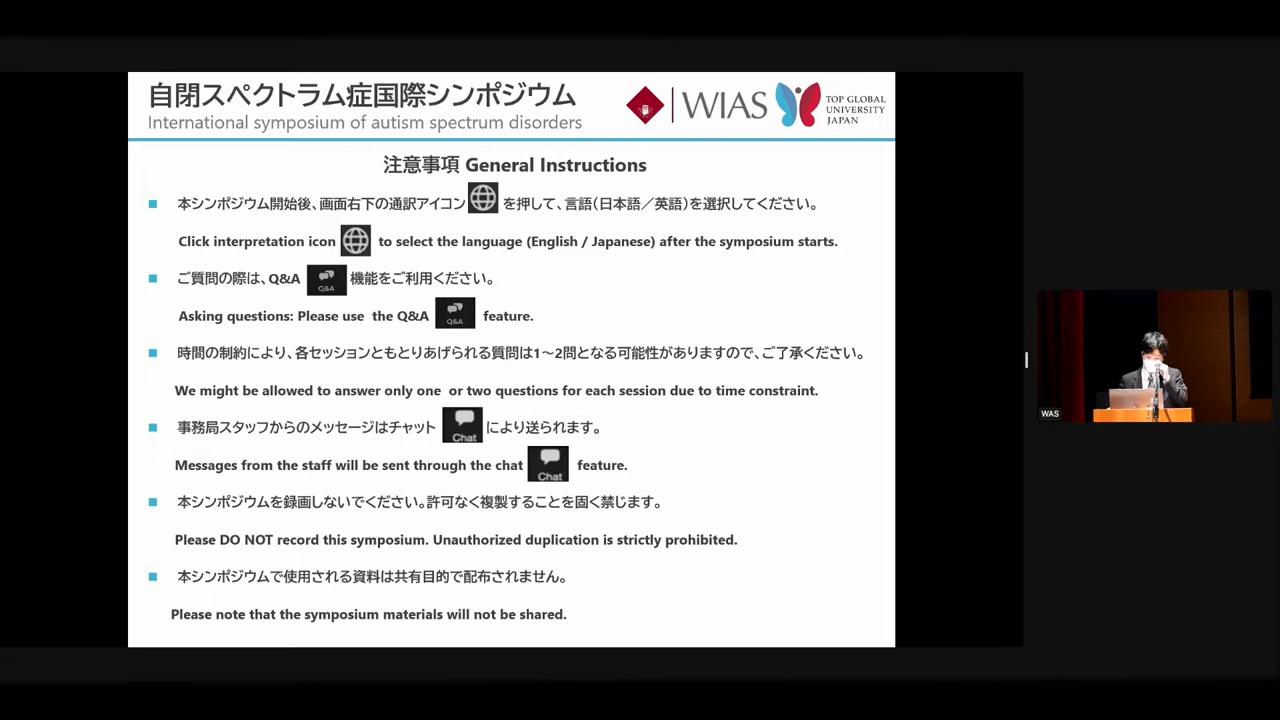 自閉スペクトラム症国際シンポジウム
International symposium of autism spectrum disorders
WIAS
TOP GLOBAL
UNIVERSITY
JAPAN
注意事項 General Instructions
本シンポジウム開始後、画面右下の通訳アイコン を押して、言語（日本語／英語）を選択してください。
Click interpretation icon to select the language (English / Japanese) after the symposium starts.
ご質問の際は、Q&A Q&A 機能をご利用ください。
Asking questions: Please use the Q&A Q&A feature.
時間の制約により、各セッションともとりあげられる質問は1～2問となる可能性がありますので、ご了承ください。
We might be allowed to answer only one or two questions for each session due to time constraint.
事務局スタッフからのメッセージはチャット Chat により送られます。
Messages from the staff will be sent through the chat Chat feature.
本シンポジウムを録画しないでください。許可なく複製することを固く禁じます。
Please DO NOT record this symposium. Unauthorized duplication is strictly prohibited.
本シンポジウムで使用される資料は共有目的で配布されません。
Please note that the symposium materials will not be shared.
WAS